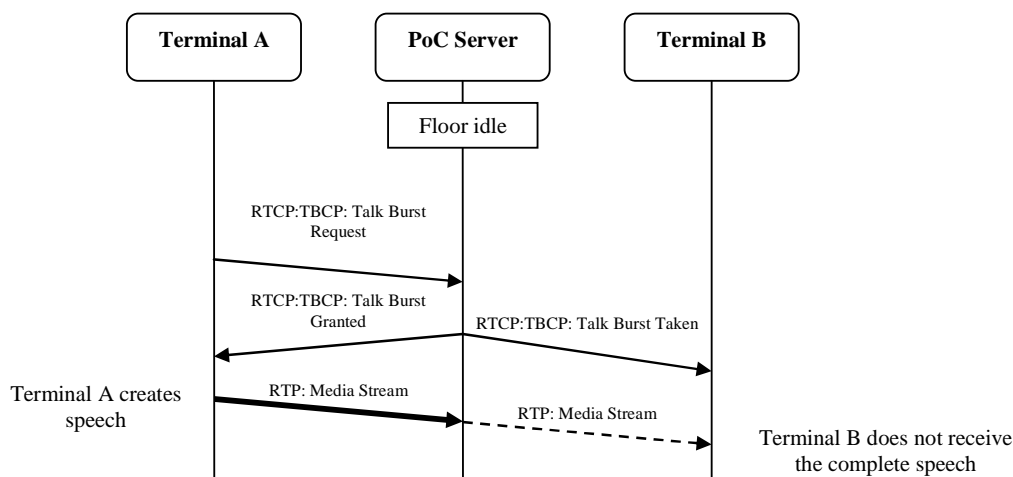 Terminal A
PoC Server
Terminal B
Floor idle
RTCP:TBCP: Talk Burst
Request
RTCP:TBCP: Talk Burst
Granted
RTCP:TBCP: Talk Burst Taken
Terminal A creates
speech
RTP: Media Stream
RTP: Media Stream
Terminal B does not receive
the complete speech